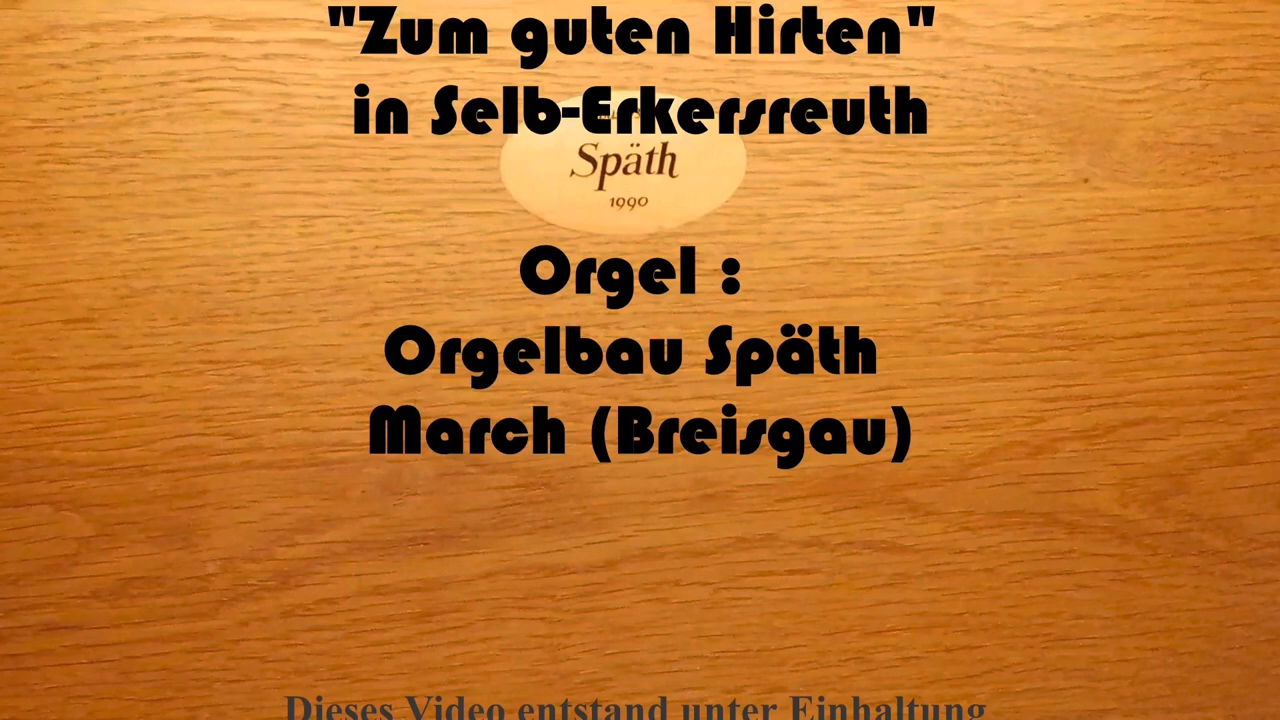 "Zum guten Hirten"
in Selb-Erkersreuth
Späth
1990
Orgel :
Orgelbau Späth
March (Breisgau)
Dieses Video entstand unter Einhaltung